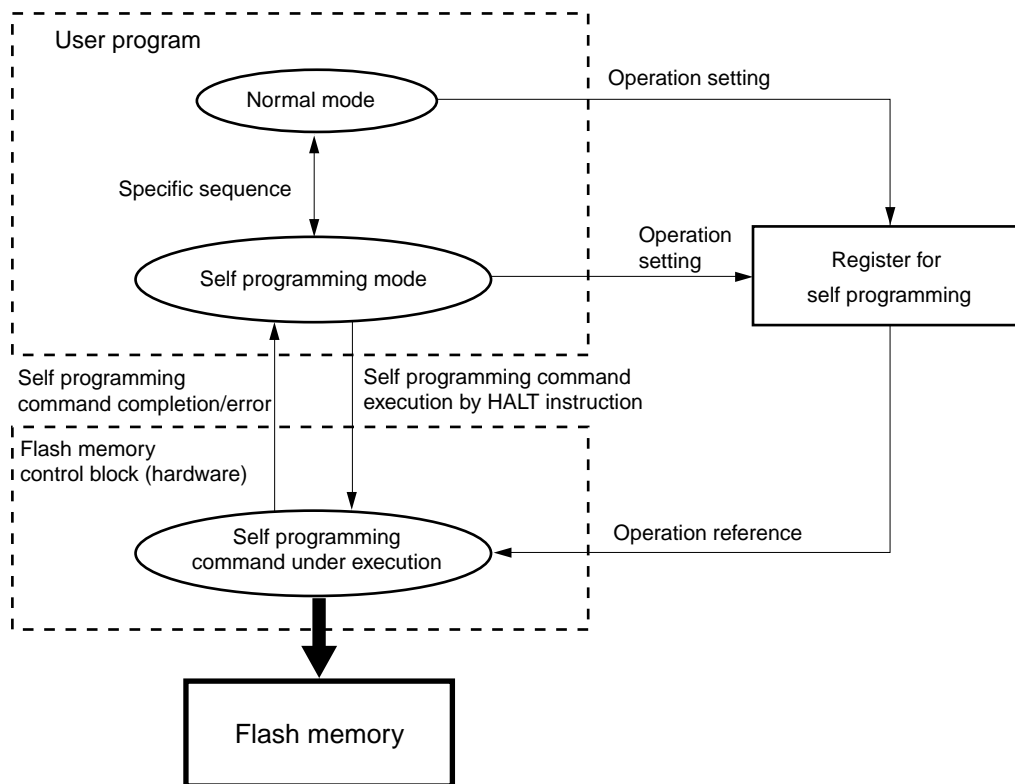 User program
Normal mode
Operation setting
Specific sequence
Operation
setting
Self programming mode
Register for
self programming
Self programming
command completion/error
Self programming command
execution by HALT instruction
Flash memory
control block (hardware)
Self programming
command under execution
Operation reference
Flash memory